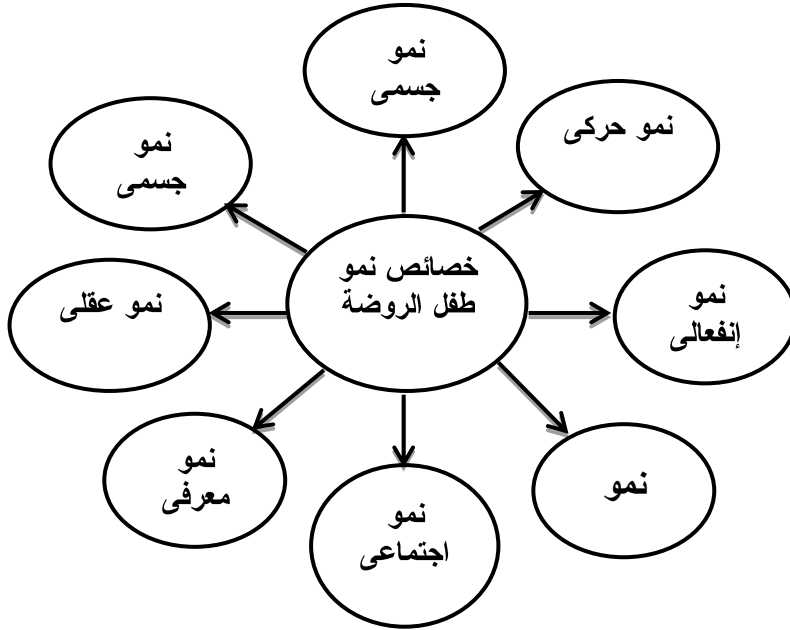 نمو
جسمى
نمو حركى
نمو
جسمى
خصائص نمو
طفل الروضة
نمو
إنفعالى
نمو عقلى
نمو
معرفى
نمو
نمو
اجتماعى